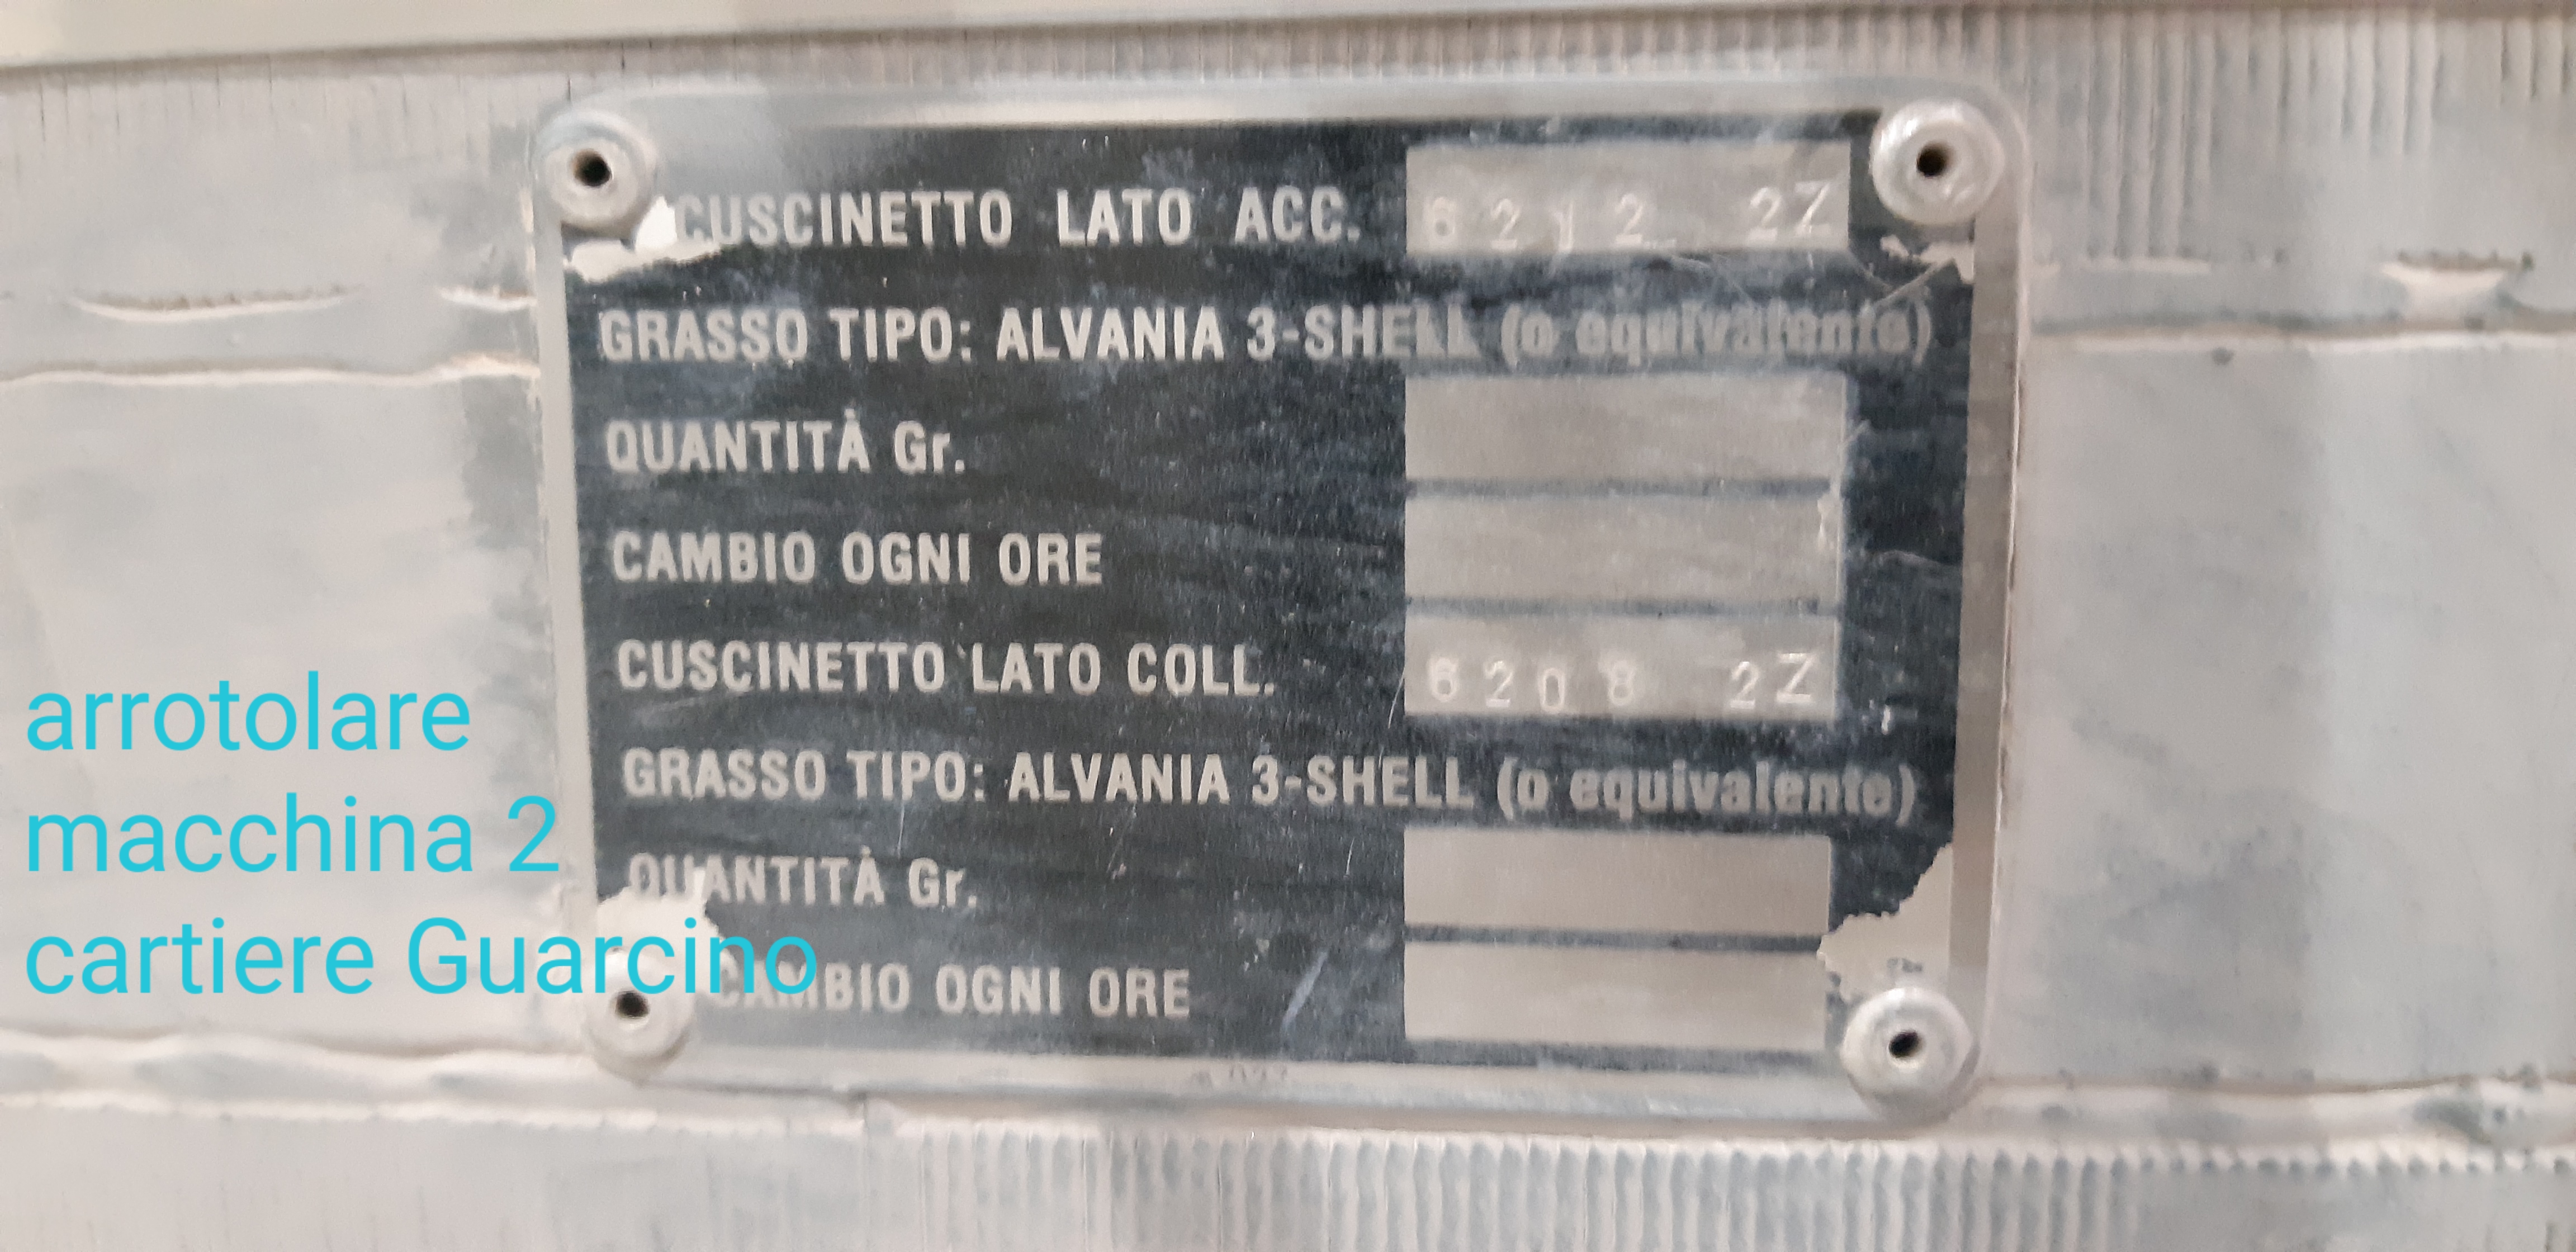 CUSCINETTO LATO ACC. 6212 2Z
GRASSO TIPO: ALVANIA 3-SHELL (o equivalente)
QUANTITÀ Gr.
CAMBIO OGNI ORE
CUSCINETTO LATO COLL. 6208 2Z
GRASSO TIPO: ALVANIA 3-SHELL (o equivalente)
QUANTITÀ Gr.
CAMBIO OGNI ORE
arrotolare
macchina 2
cartiere Guarcino